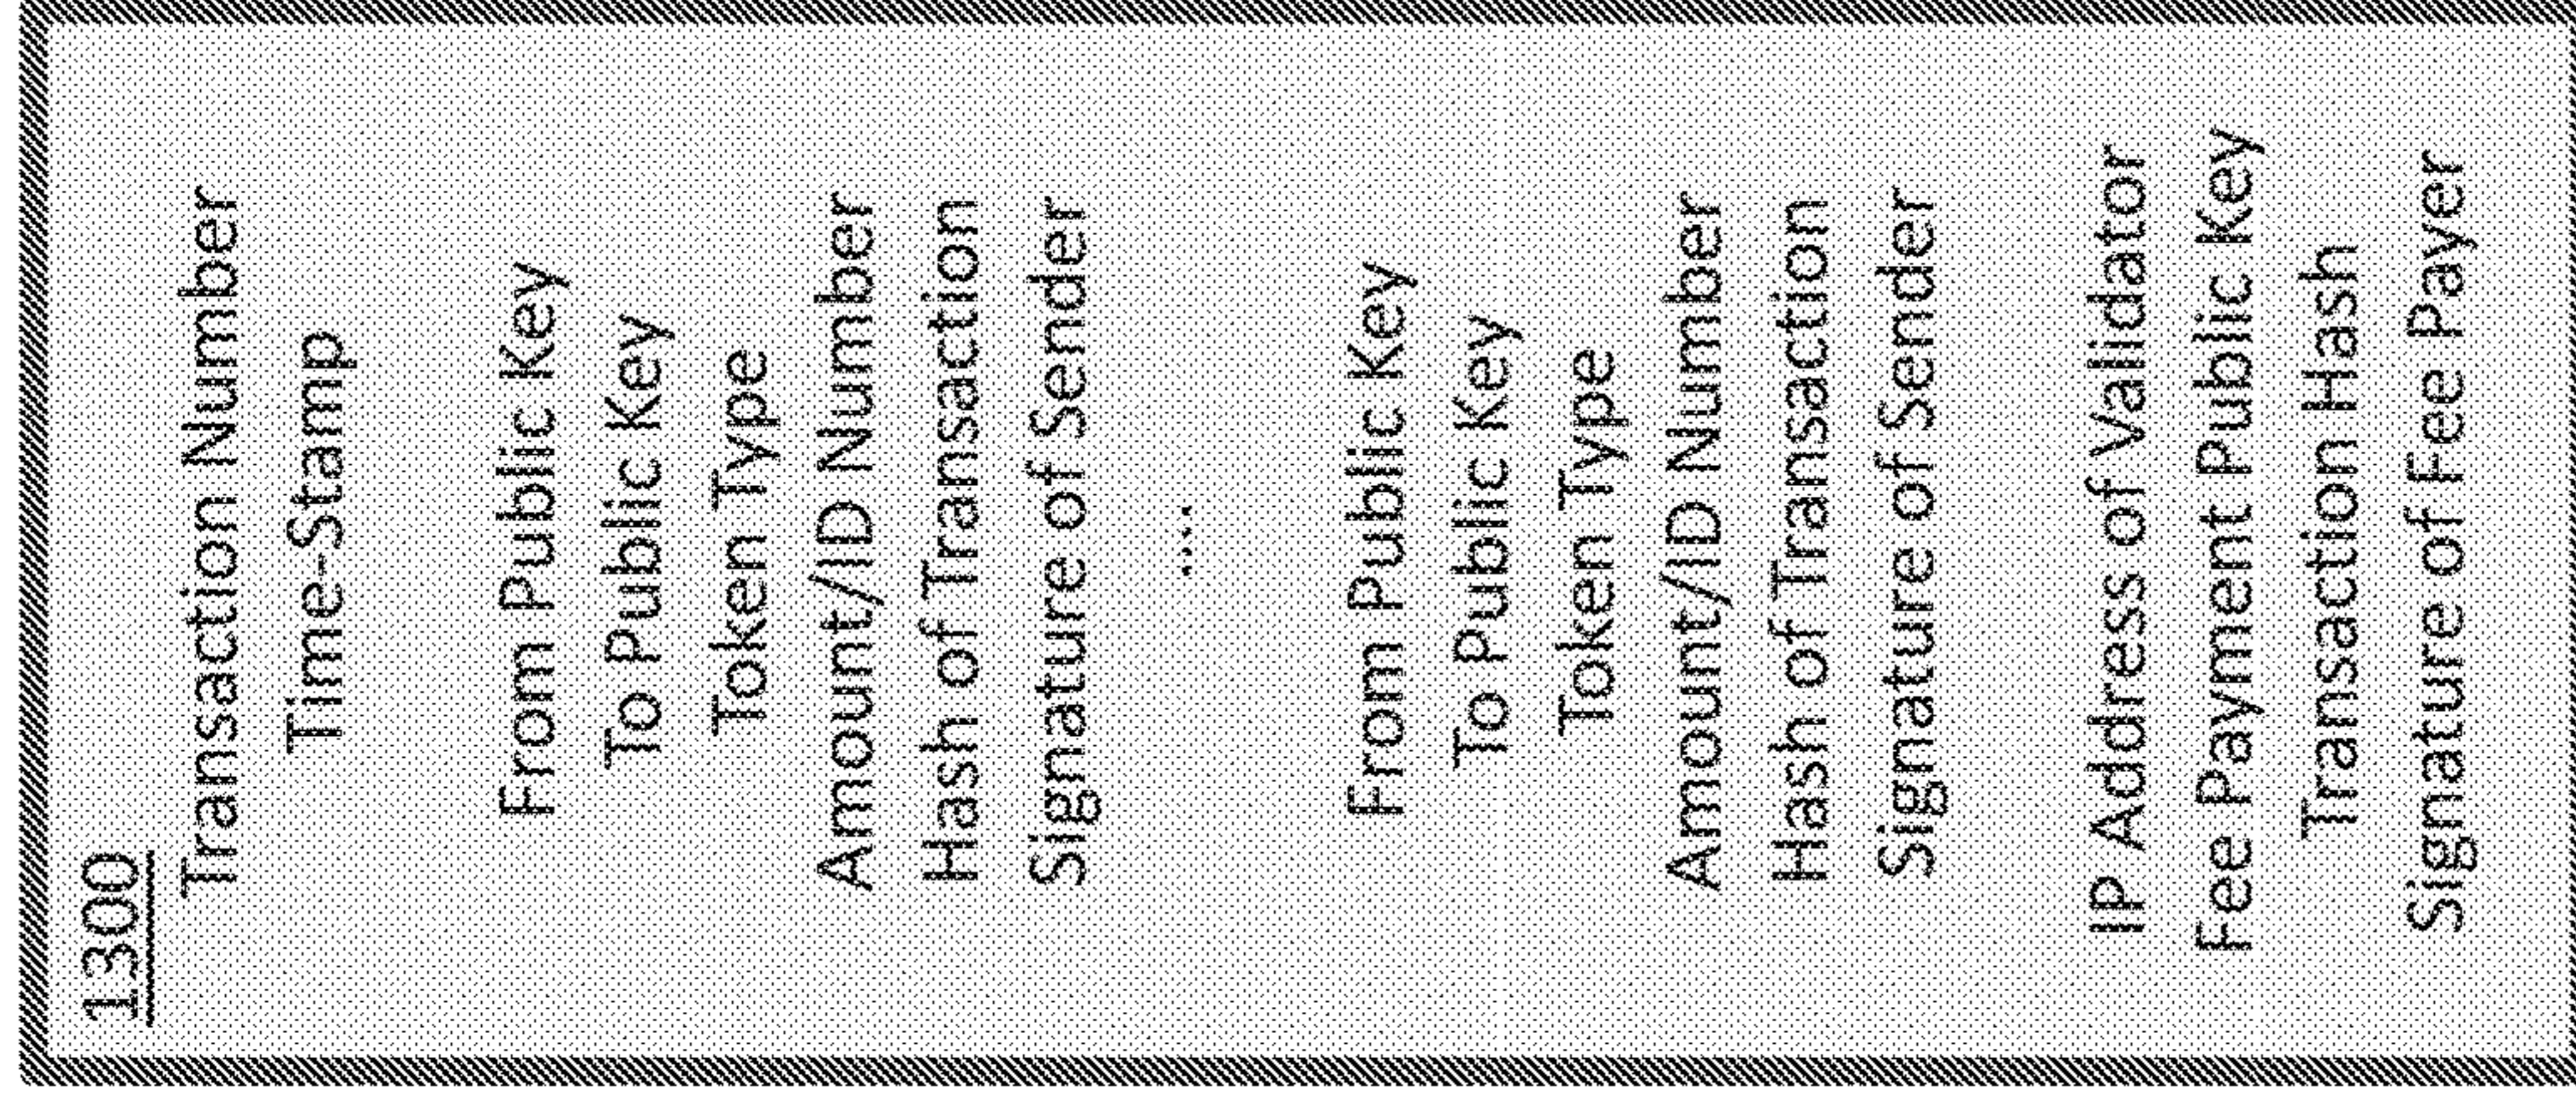 1300
Transaction Number
Time-Stamp
From Public Key
To Public Key
Token Type
Amount/ID Number
Hash of Transaction
Signature of Sender
....
From Public Key
To Public Key
Token Type
Amount/ID Number
Hash of Transaction
Signature of Sender
IP Address of Validator
Fee Payment Public Key
Transaction Hash
Signature of Fee Payer